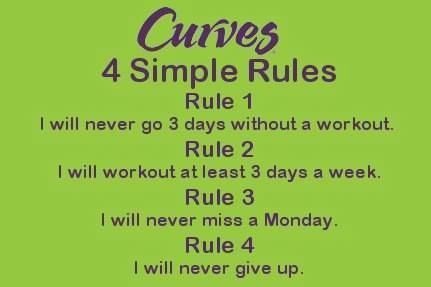 Curves
4 Simple Rules
Rule 1
I will never go 3 days without a workout.
Rule 2
I will workout at least 3 days a week.
Rule 3
I will never miss a Monday.
Rule 4
I will never give up.